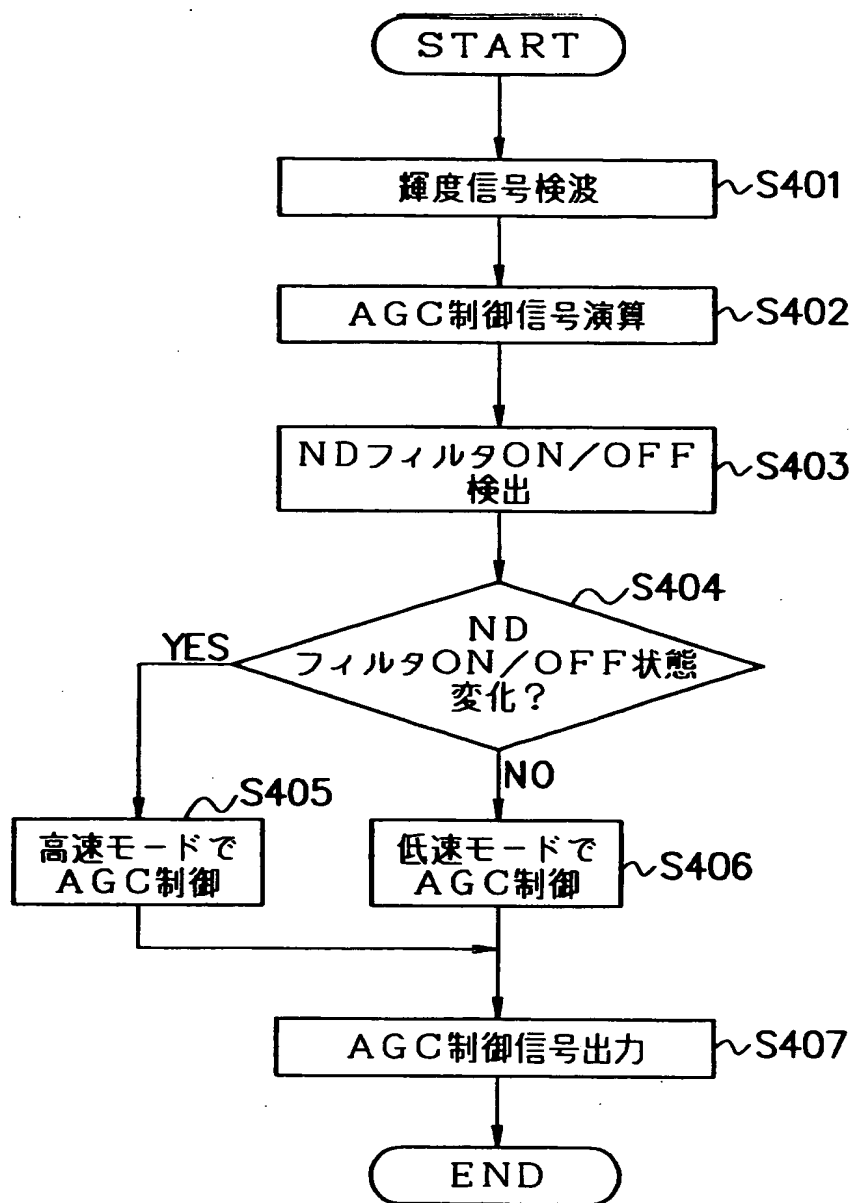 START
輝度信号検波
S401
AGC制御信号演算
S402
NDフィルタON/OFF
検出
S403
S404
ND
フィルタON/OFF状態
変化?
YES
NO
S405
高速モードで
AGC制御
低速モードで
AGC制御
S406
AGC制御信号出力
S407
END